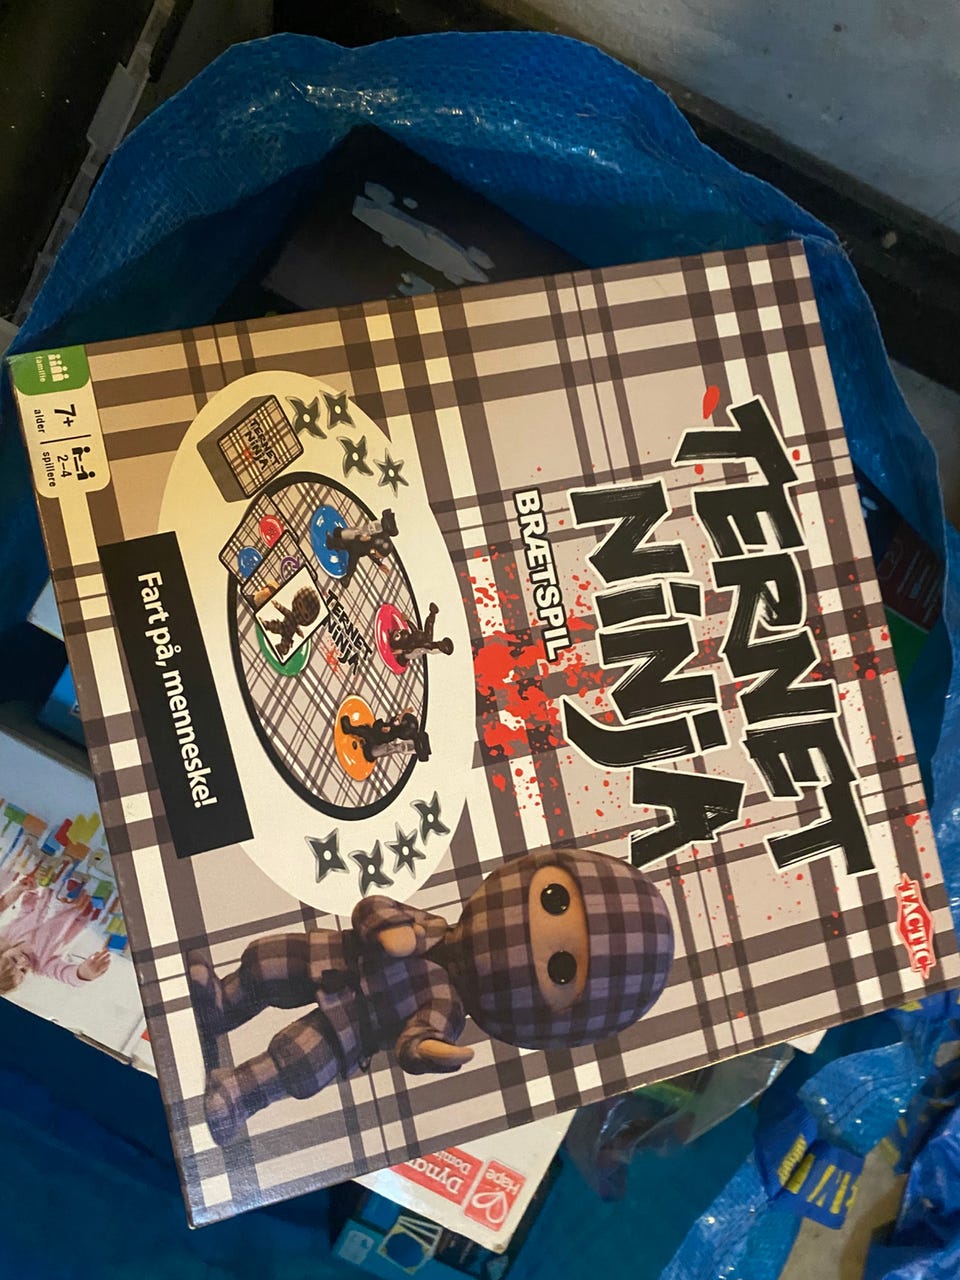 TERNET
NINJA
BRÆTSPIL
TACTIC
TERNET
NINJA
TERNET
NINJA
Fart på, menneske!
familie
7+
alder
2-4
spillere
Hape